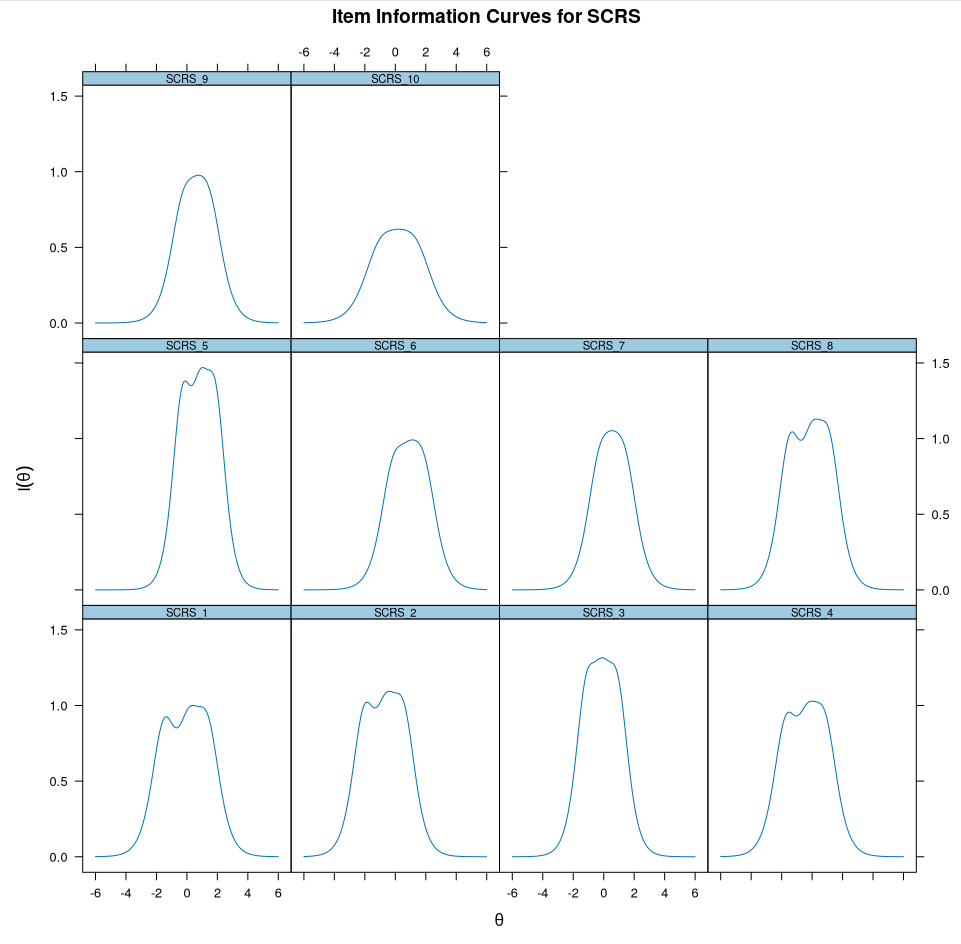 Item Information Curves for SCRS
-6 -4 -2 0 2 4 6
SCRS_9 SCRS_10
1.5
1.0
0.5
0.0
SCRS_5 SCRS_6 SCRS_7 SCRS_8
1.5
1.0
0.5
0.0
I(θ)
SCRS_1 SCRS_2 SCRS_3 SCRS_4
1.5
1.0
0.5
0.0
-6 -4 -2 0 2 4 6 -6 -4 -2 0 2 4 6
θ